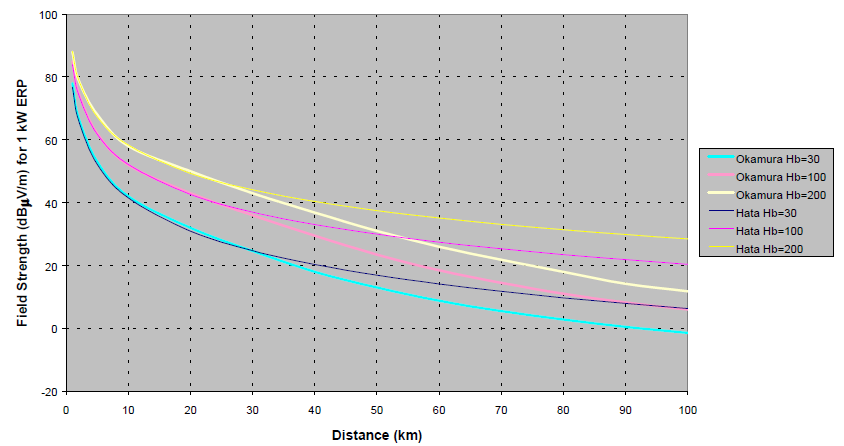 Field Strength (dBµV/m) for 1 kW ERP
100
80
60
40
20
0
-20
0 10 20 30 40 50 60 70 80 90 100
Distance (km)
Okamura Hb=30
Okamura Hb=100
Okamura Hb=200
Hata Hb=30
Hata Hb=100
Hata Hb=200